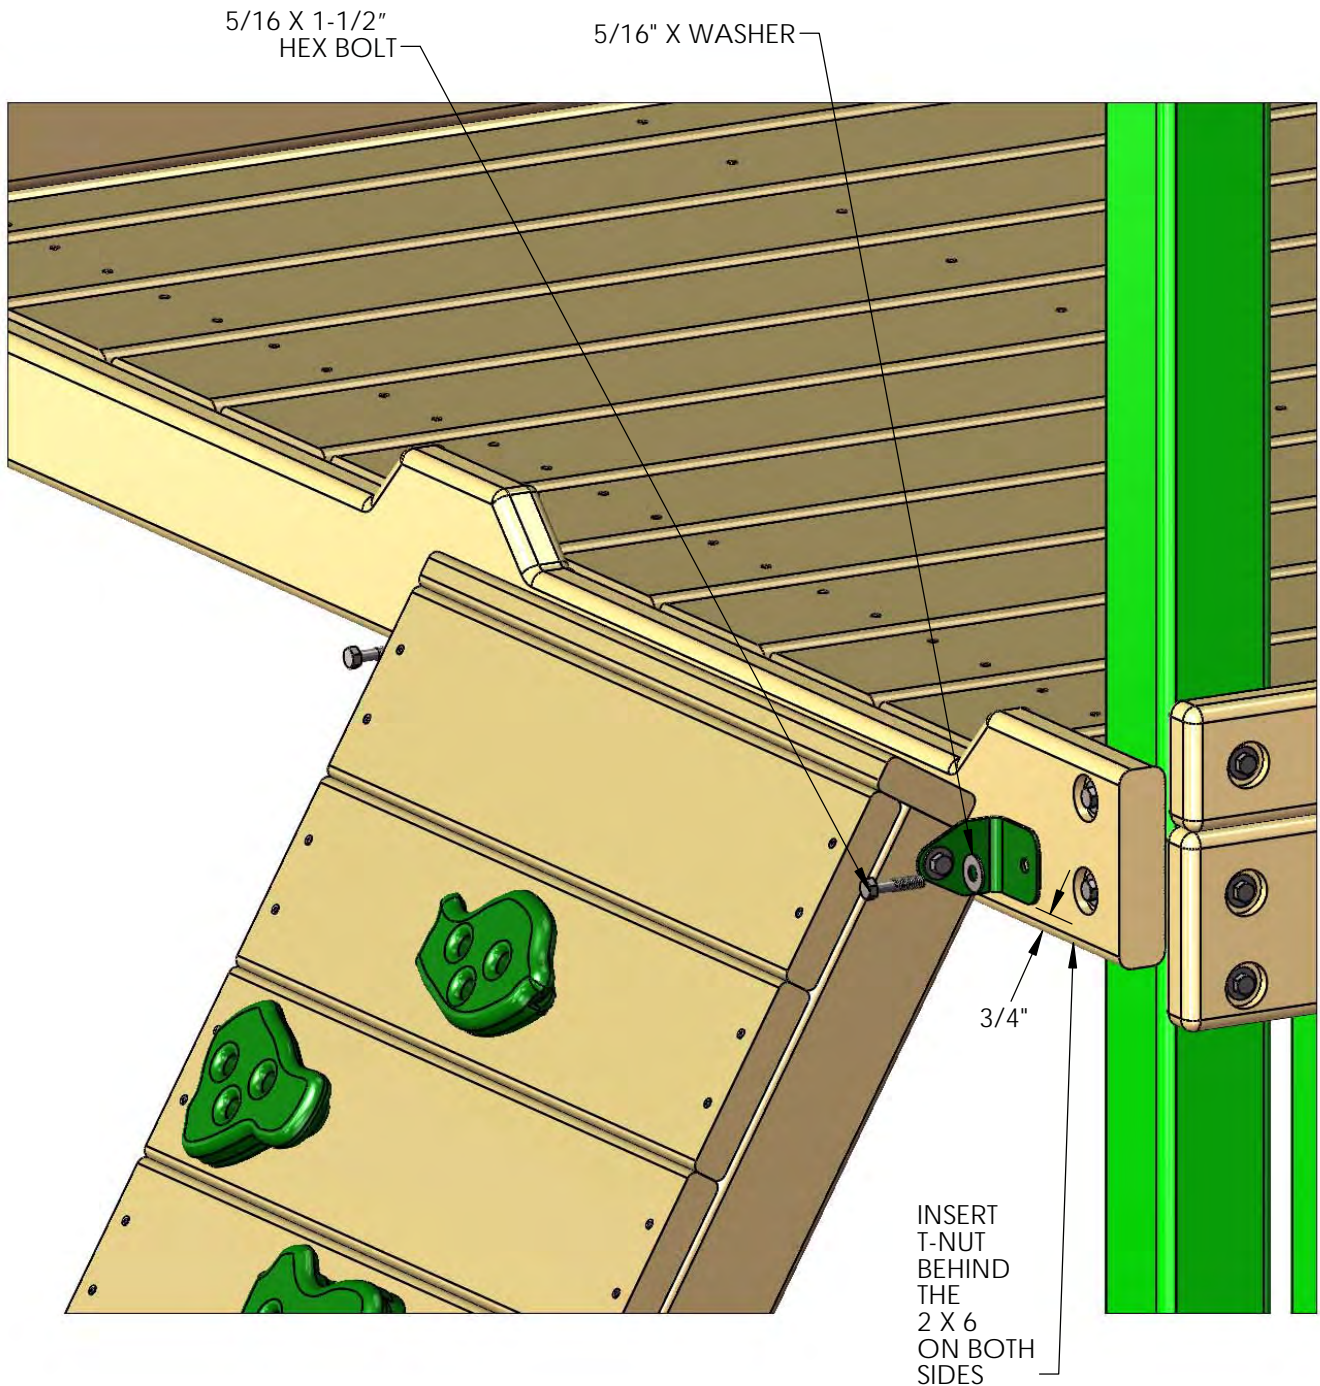 5/16 X 1-1/2"
HEX BOLT
5/16" X WASHER
3/4"
INSERT
T-NUT
BEHIND
THE
2 X 6
ON BOTH
SIDES